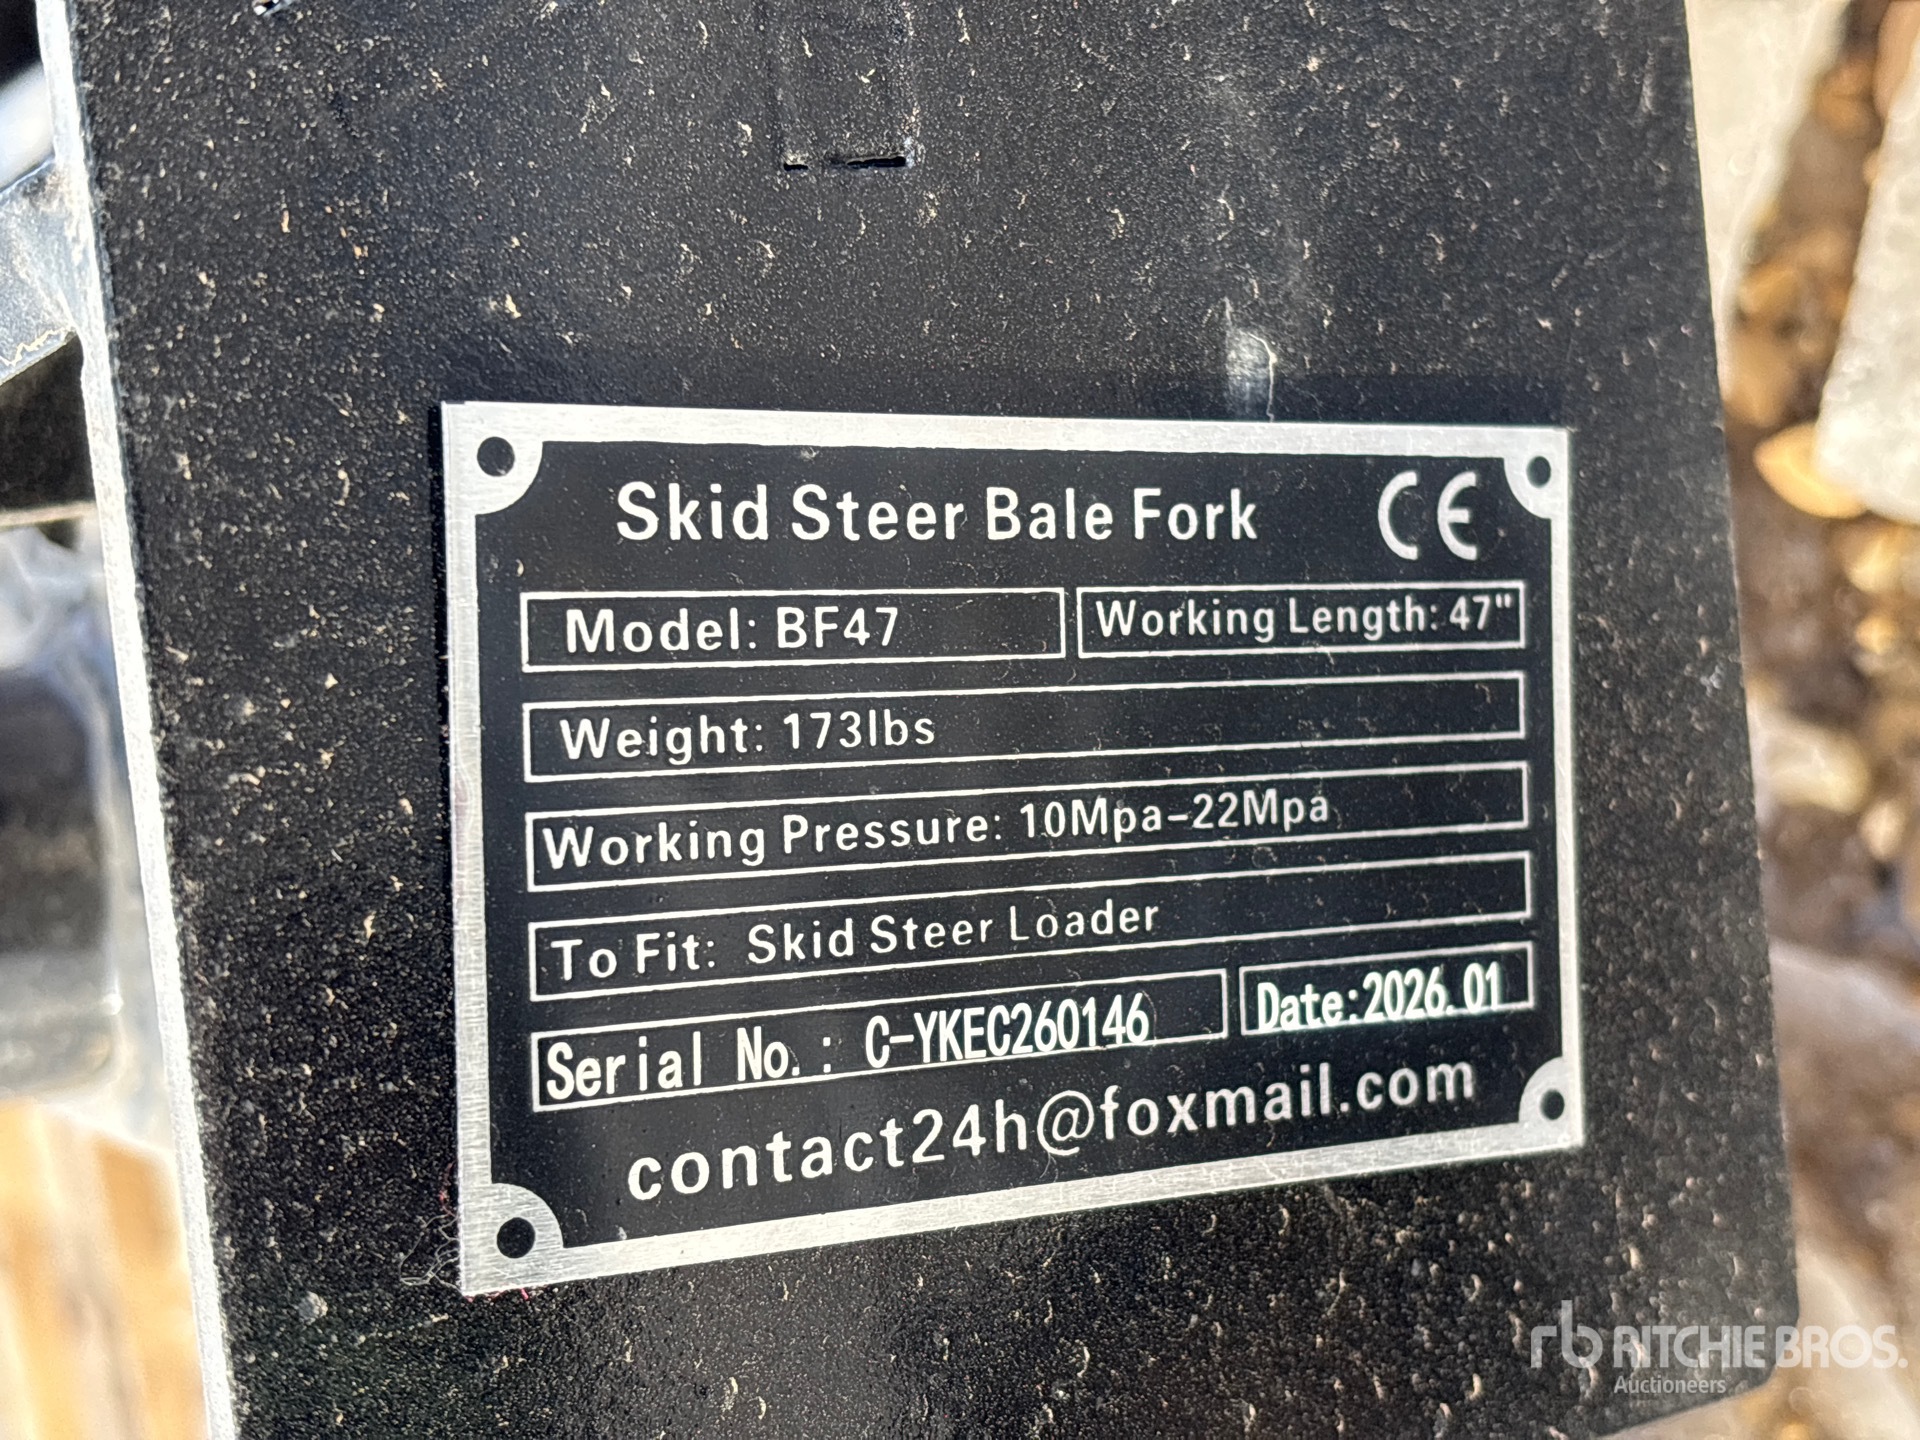 Skid Steer Bale Fork CE
Model: BF47 Working Length: 47"
Weight: 173lbs
Working Pressure: 10Mpa-22Mpa
To Fit: Skid Steer Loader
Serial No.: C-YKEC260146 Date:2026.01
contact24h@foxmail.com
rb RITCHIE BROS.
Auctioneers